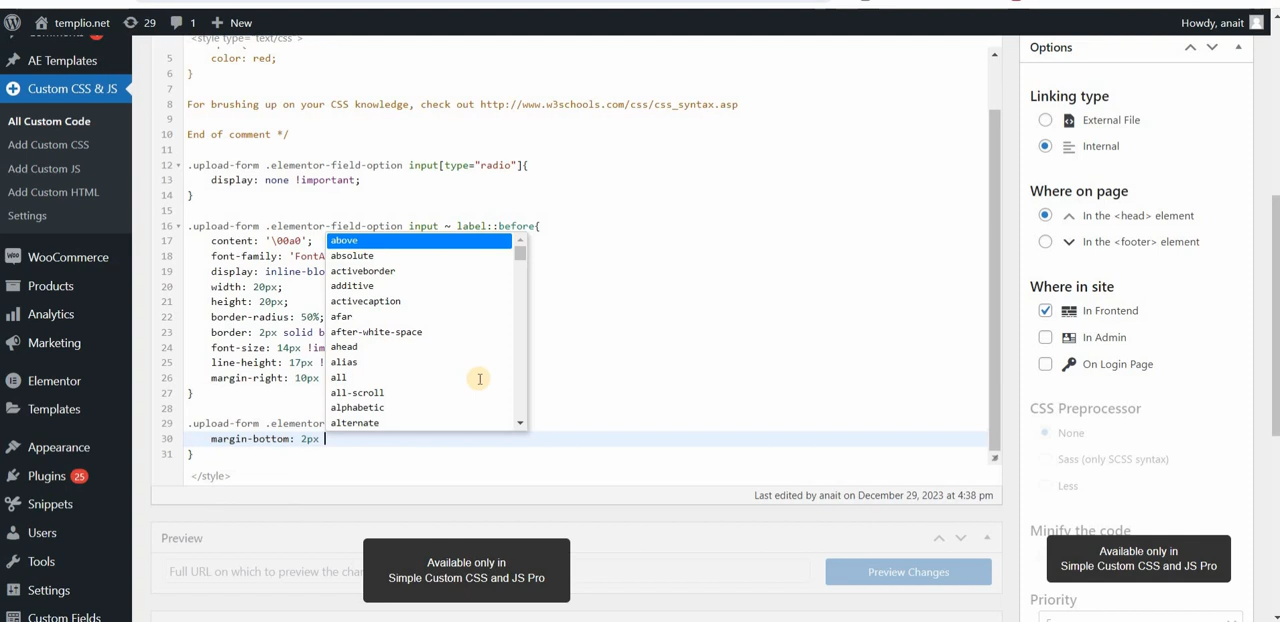 templio.net
29
1
New
Howdy, anait
AE Templates
Custom CSS & JS
All Custom Code
Add Custom CSS
Add Custom JS
Add Custom HTML
Settings
WooCommerce
Products
Analytics
Marketing
Elementor
Templates
Appearance
Plugins 25
Snippets
Users
Tools
Settings
Custom Fields
<style type="text/css">
5 color: red;
6 }
7
8 For brushing up on your CSS knowledge, check out http://www.w3schools.com/css/css_syntax.asp
9
10 End of comment */
11
12 .upload-form .elementor-field-option input[type="radio"]{
13 display: none !important;
14 }
15
16 .upload-form .elementor-field-option input ~ label::before{
17 content: '\00a0';
18 font-family: 'FontA
19 display: inline-blo
20 width: 20px;
21 height: 20px;
22 border-radius: 50%;
23 border: 2px solid b
24 font-size: 14px !im
25 line-height: 17px !
26 margin-right: 10px
27 }
28
29 .upload-form .elementor
30 margin-bottom: 2px
31 }
</style>
above
absolute
activeborder
additive
activecaption
afar
after-white-space
ahead
alias
all
all-scroll
alphabetic
alternate
Last edited by anait on December 29, 2023 at 4:38 pm
Preview
Full URL on which to preview the
Preview Changes
Available only in
Simple Custom CSS and JS Pro
Options
Linking type
External File
Internal
Where on page
In the <head> element
In the <footer> element
Where in site
In Frontend
In Admin
On Login Page
CSS Preprocessor
None
Sass (only SCSS syntax)
Less
Minify the code
Available only in
Simple Custom CSS and JS Pro
Priority